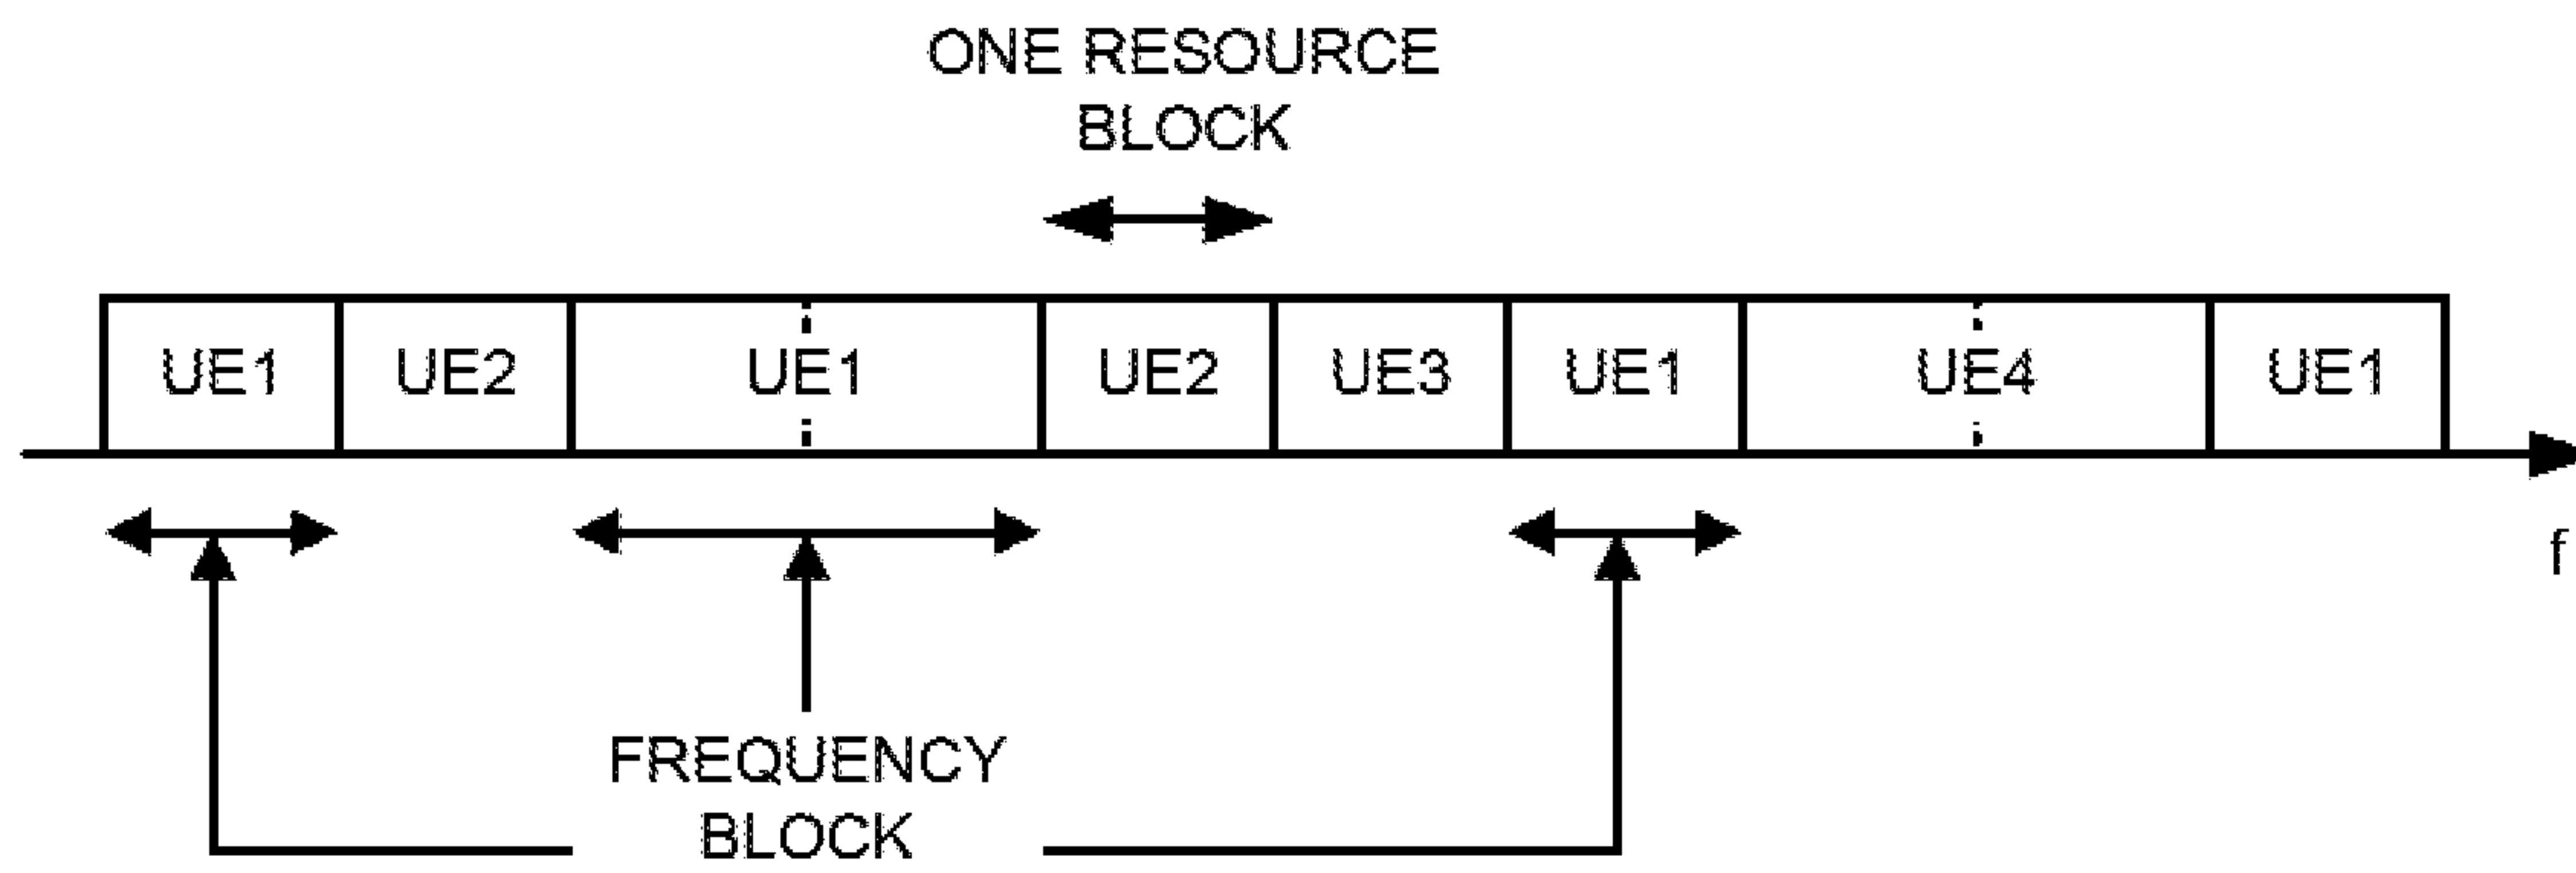 ONE RESOURCE
BLOCK
UE1 UE2 UE1 UE2 UE3 UE1 UE4 UE1
f
FREQUENCY
BLOCK